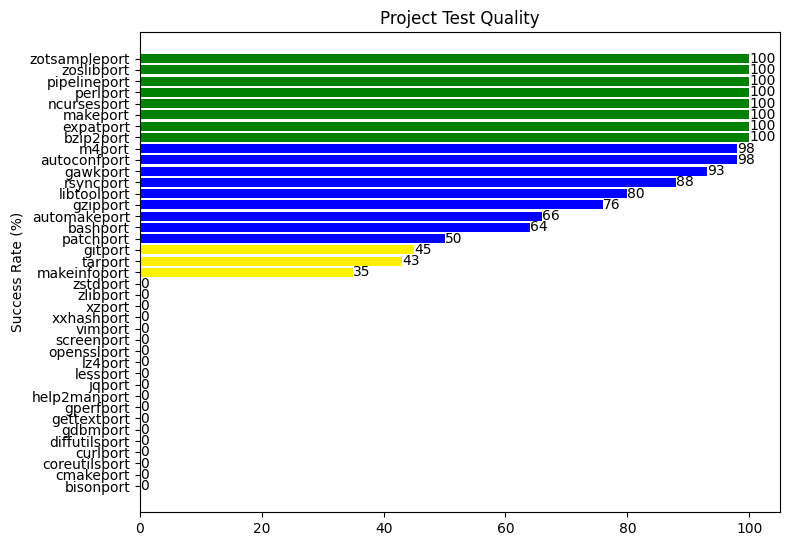 Project Test Quality
Success Rate (%)
zotsampleport 100
zoslibport 100
pipelineport 100
perlport 100
ncursesport 100
makeport 100
expatport 100
bzip2port 100
m4port 98
autoconfport 98
gawkport 93
rsyncport 88
libtoolport 80
gzipport 76
automakeport 66
bashport 64
patchport 50
gitport 45
tarport 43
makeinfoport 35
zstdport 0
zlibport 0
xzport 0
xxhashport 0
vimport 0
screenport 0
opensslport 0
lz4port 0
lessport 0
jqport 0
help2manport 0
gperfport 0
gettextport 0
gdbmport 0
diffutilsport 0
curlport 0
coreutilsport 0
cmakeport 0
bisonport 0
0 20 40 60 80 100